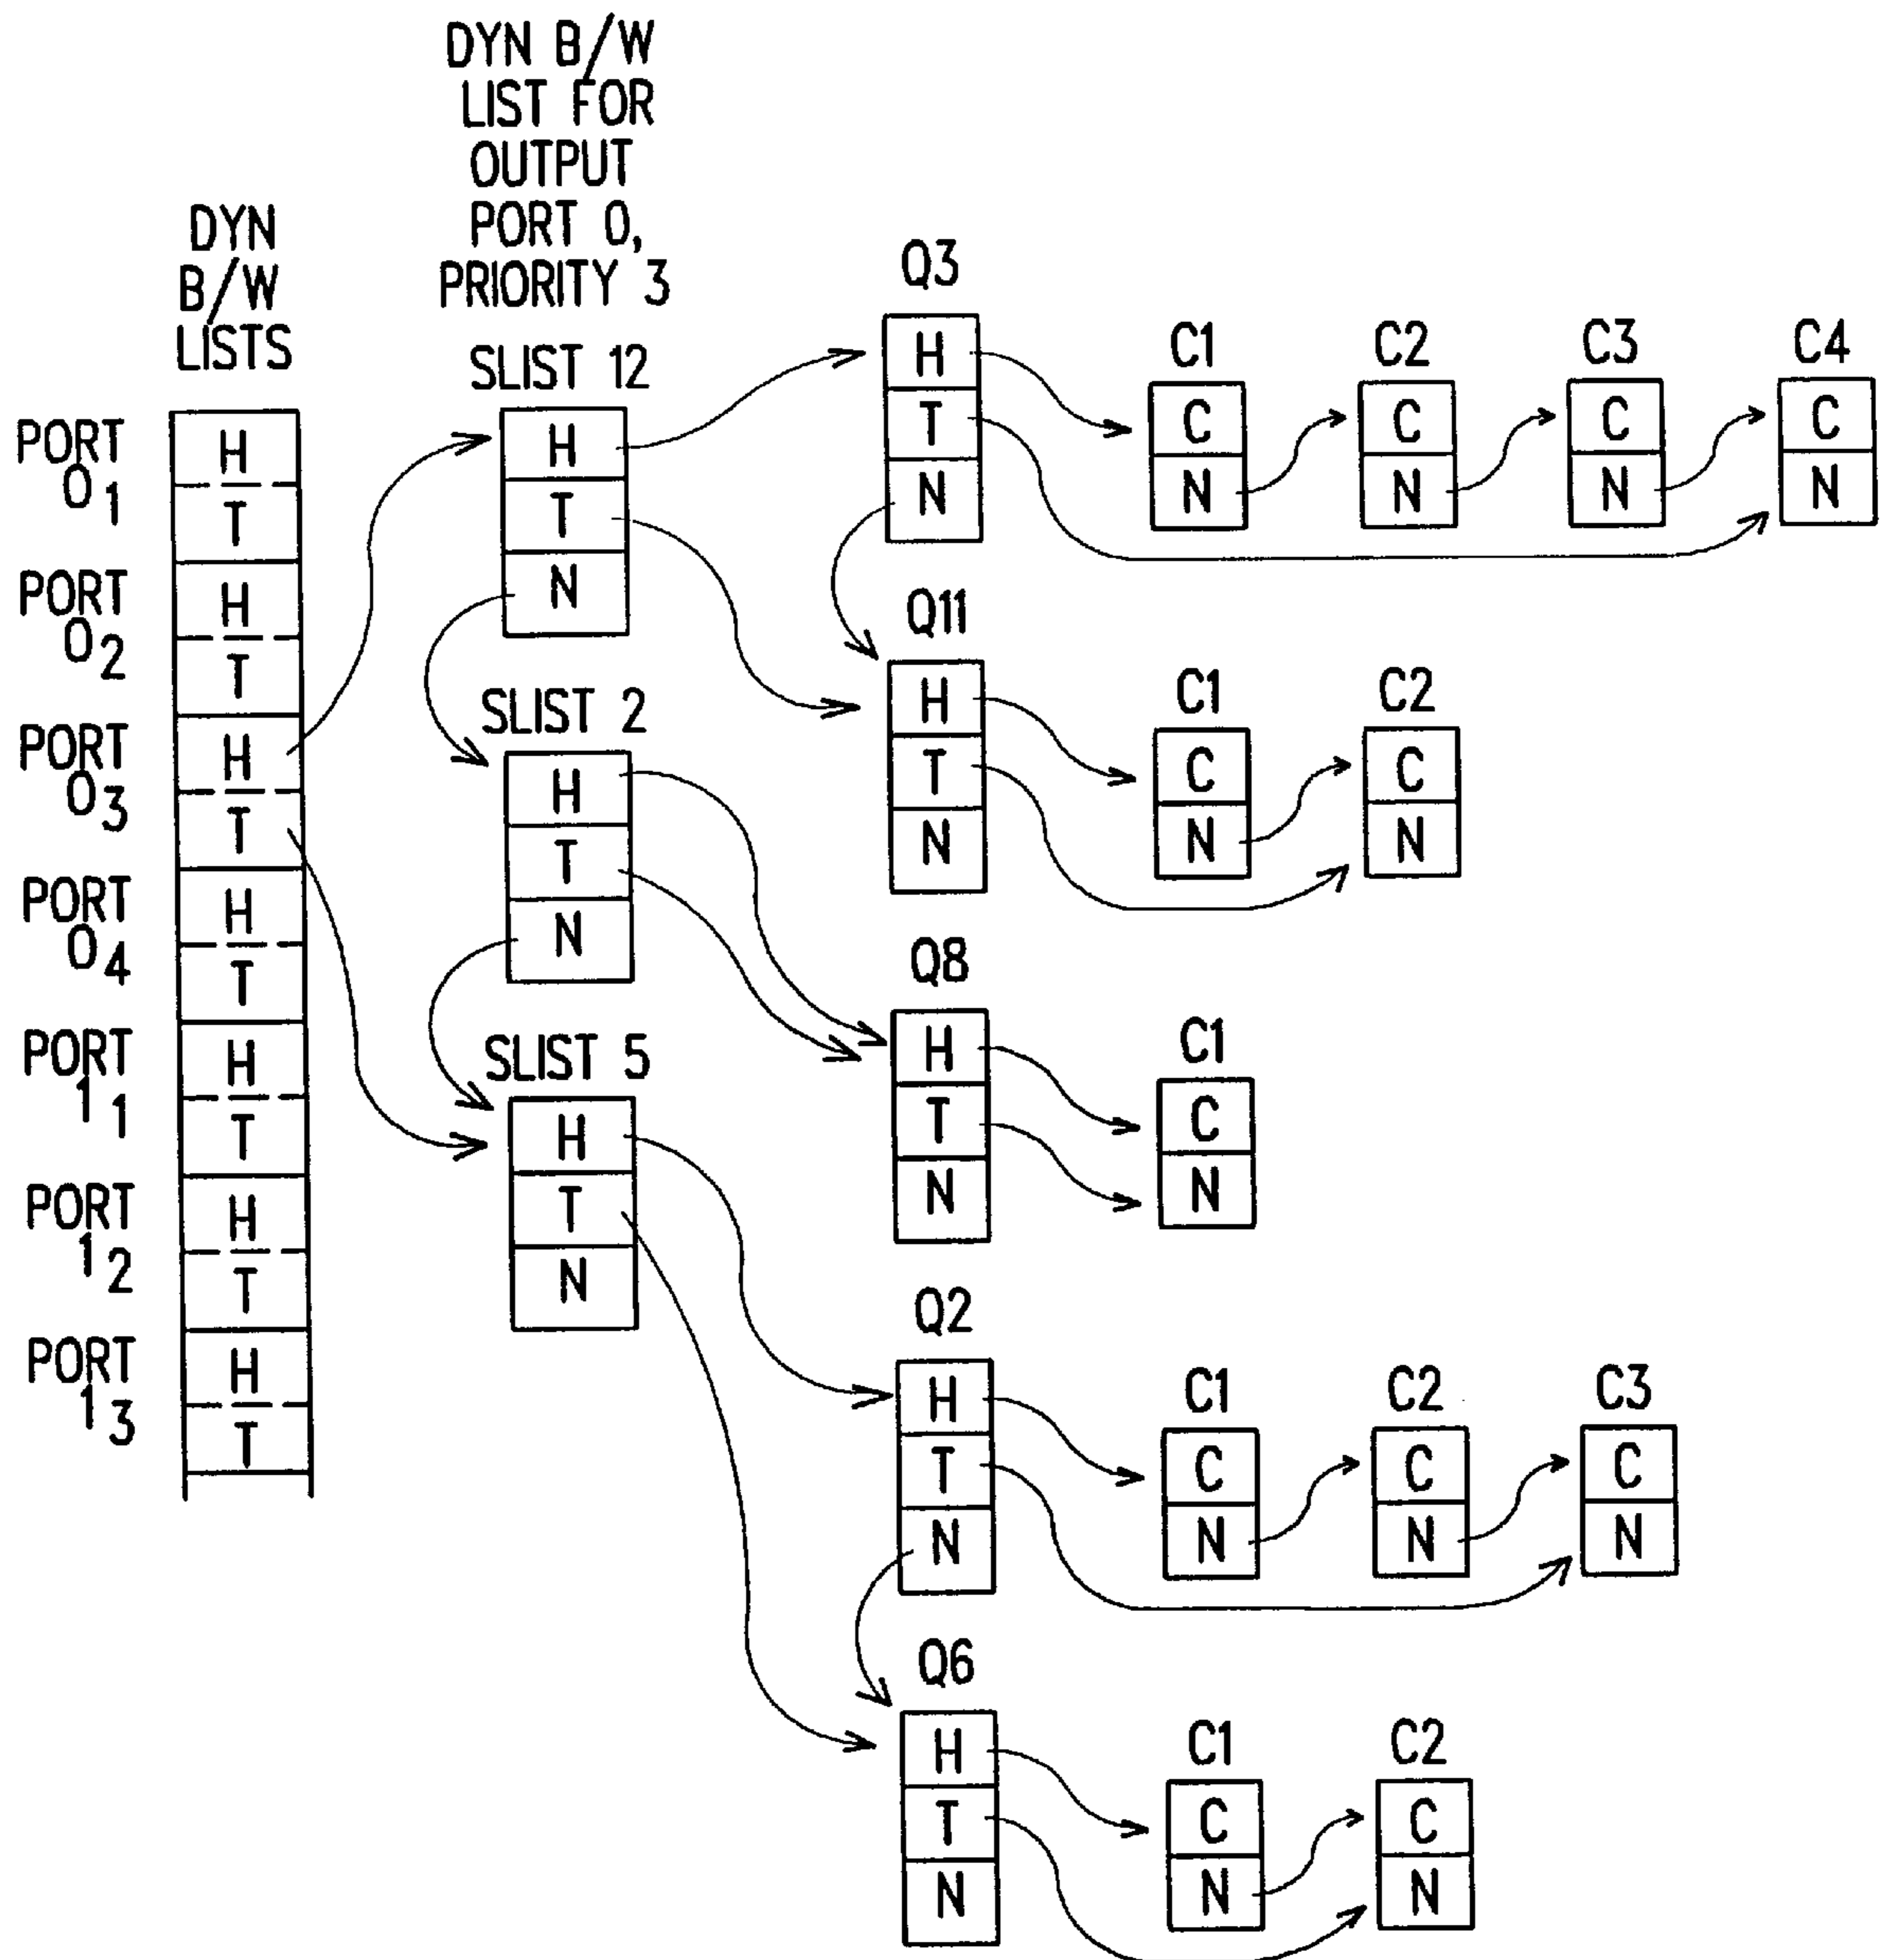 DYN B/W
LIST FOR
OUTPUT
PORT 0,
PRIORITY 3
DYN
B/W
LISTS
PORT
0 1
H
T
PORT
0 2
H
T
PORT
0 3
H
T
PORT
0 4
H
T
PORT
1 1
H
T
PORT
1 2
H
T
PORT
1 3
H
T
SLIST 12
H
T
N
SLIST 2
H
T
N
SLIST 5
H
T
N
Q3
H
T
N
C1
C
N
C2
C
N
C3
C
N
C4
C
N
Q11
H
T
N
C1
C
N
C2
C
N
Q8
H
T
N
C1
C
N
Q2
H
T
N
C1
C
N
C2
C
N
C3
C
N
Q6
H
T
N
C1
C
N
C2
C
N